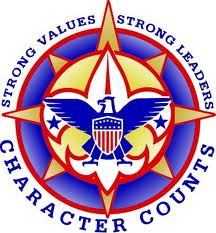 STRONG VALUES STRONG LEADERS
CHARACTER COUNTS